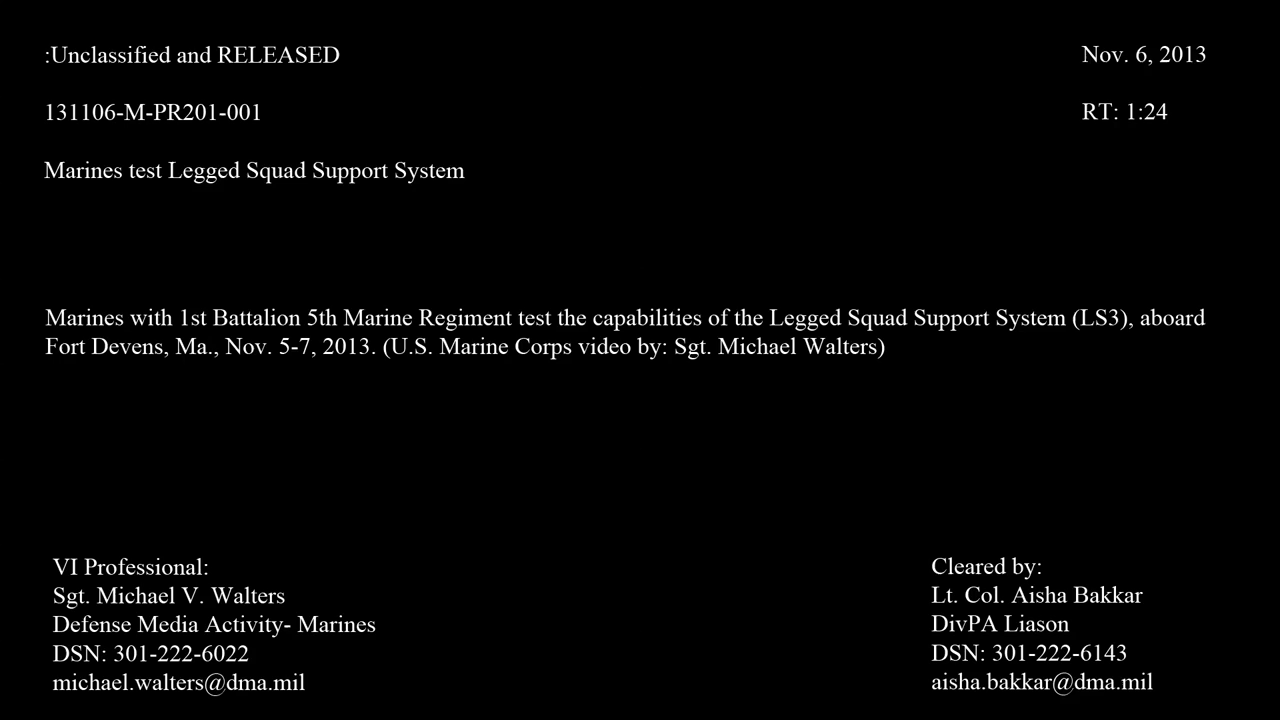 :Unclassified and RELEASED
Nov. 6, 2013
131106-M-PR201-001
RT: 1:24
Marines test Legged Squad Support System
Marines with 1st Battalion 5th Marine Regiment test the capabilities of the Legged Squad Support System (LS3), aboard
Fort Devens, Ma., Nov. 5-7, 2013. (U.S. Marine Corps video by: Sgt. Michael Walters)
VI Professional:
Sgt. Michael V. Walters
Defense Media Activity- Marines
DSN: 301-222-6022
michael.walters@dma.mil
Cleared by:
Lt. Col. Aisha Bakkar
DivPA Liason
DSN: 301-222-6143
aisha.bakkar@dma.mil